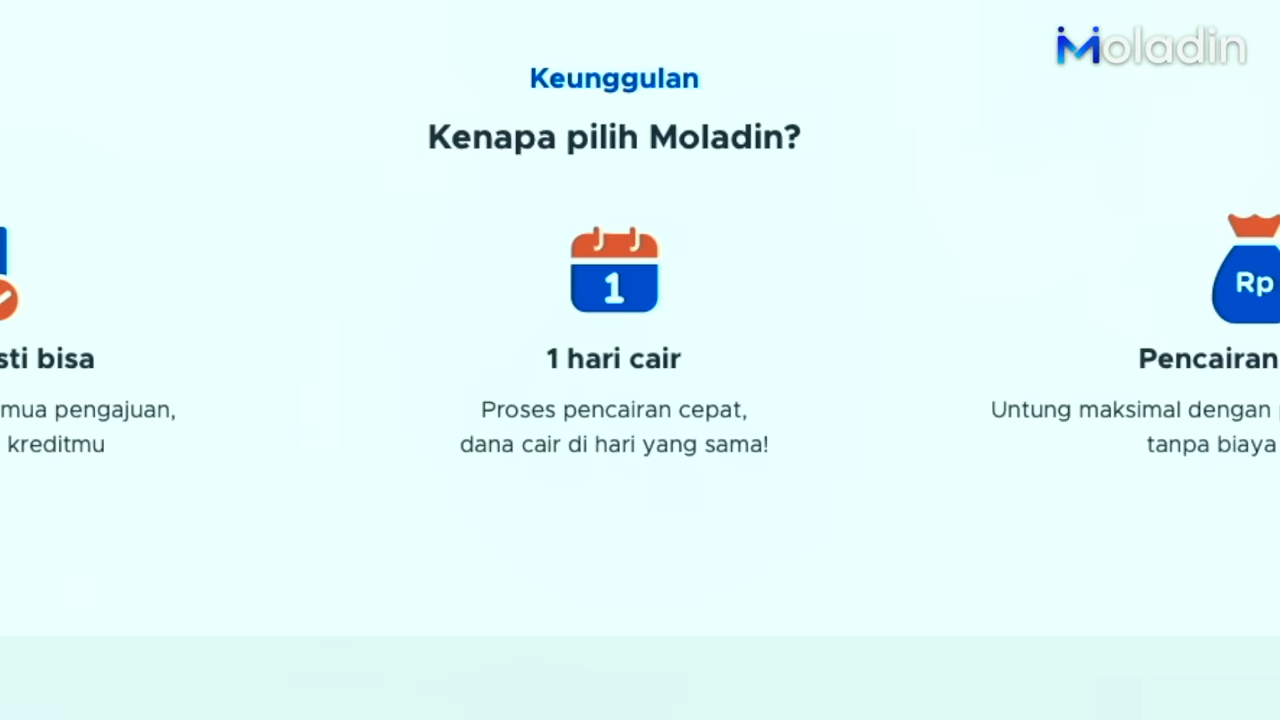 Moladin
Keunggulan
Kenapa pilih Moladin?
1
Rp
sti bisa
1 hari cair
Pencairan
mua pengajuan,
kreditmu
Proses pencairan cepat,
dana cair di hari yang sama!
Untung maksimal dengan
tanpa biaya